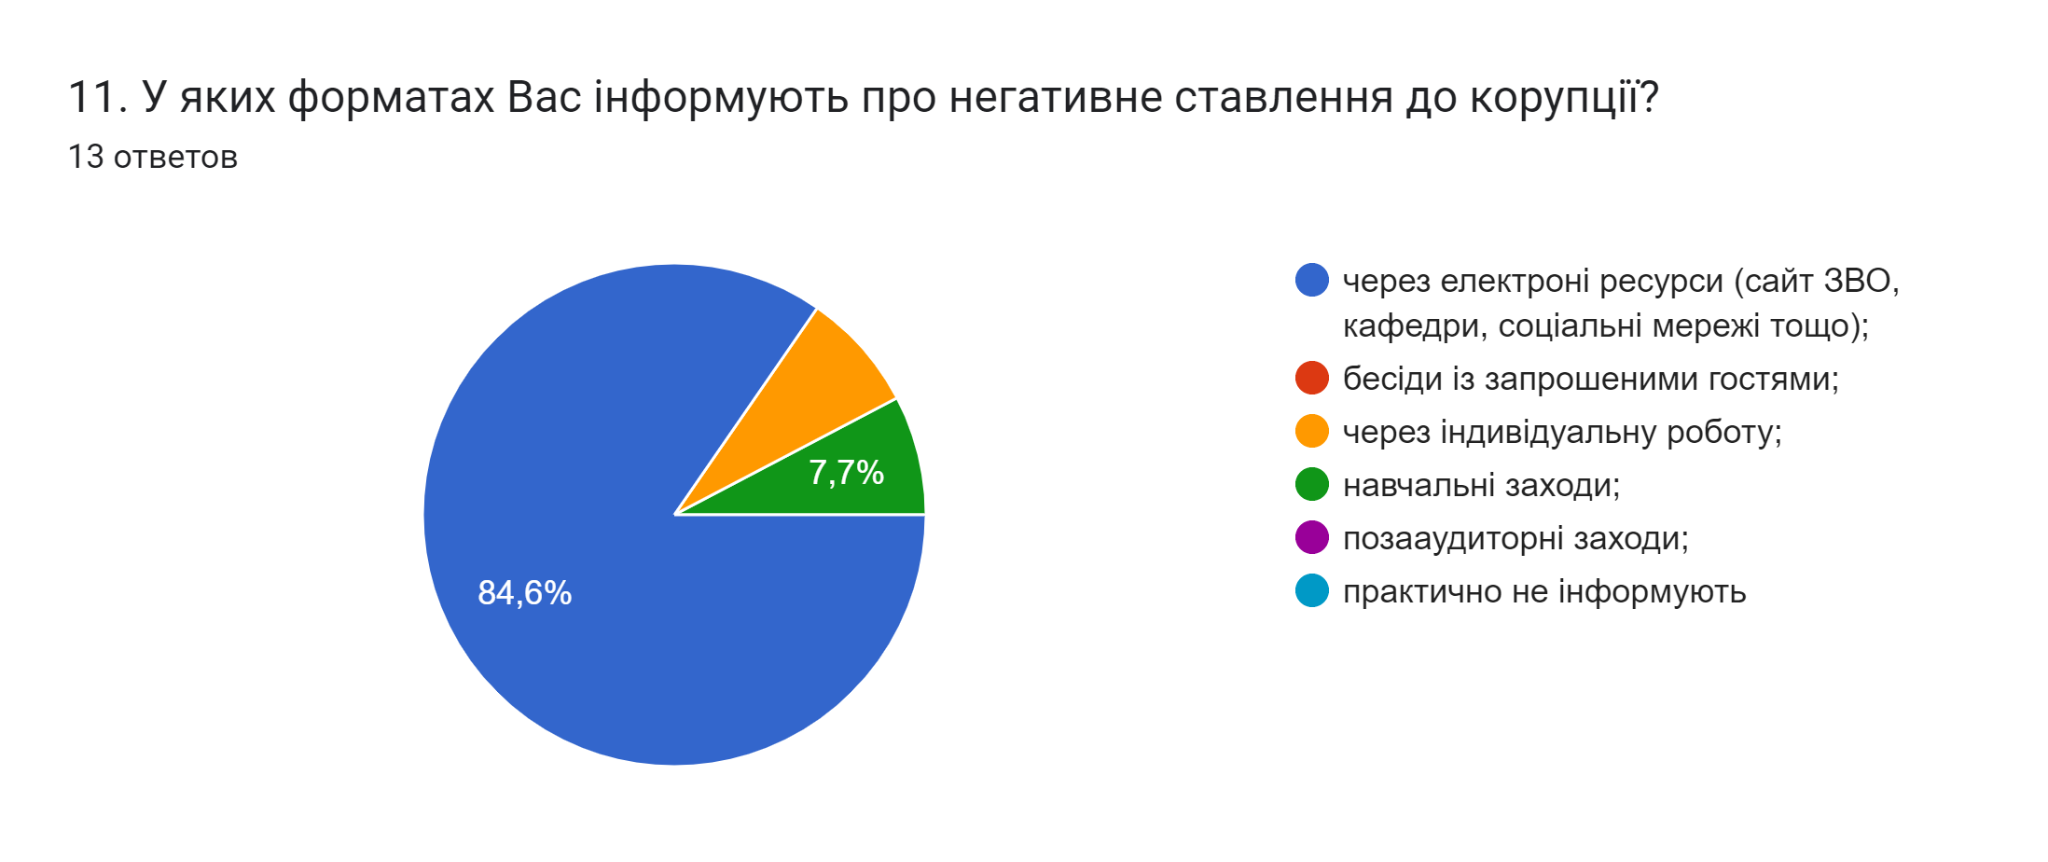 11. У яких форматах Вас інформують про негативне ставлення до корупції?
13 ответов
84,6%
7,7%
через електроні ресурси (сайт ЗВО,
кафедри, соціальні мережі тощо);
бесіди із запрошеними гостями;
через індивідуальну роботу;
навчальні заходи;
позааудиторні заходи;
практично не інформують